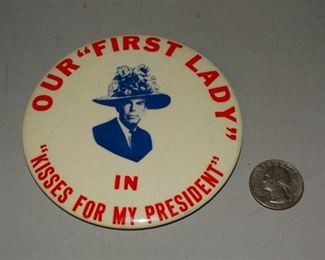 OUR "FIRST LADY"
IN
"KISSES FOR MY PRESIDENT"